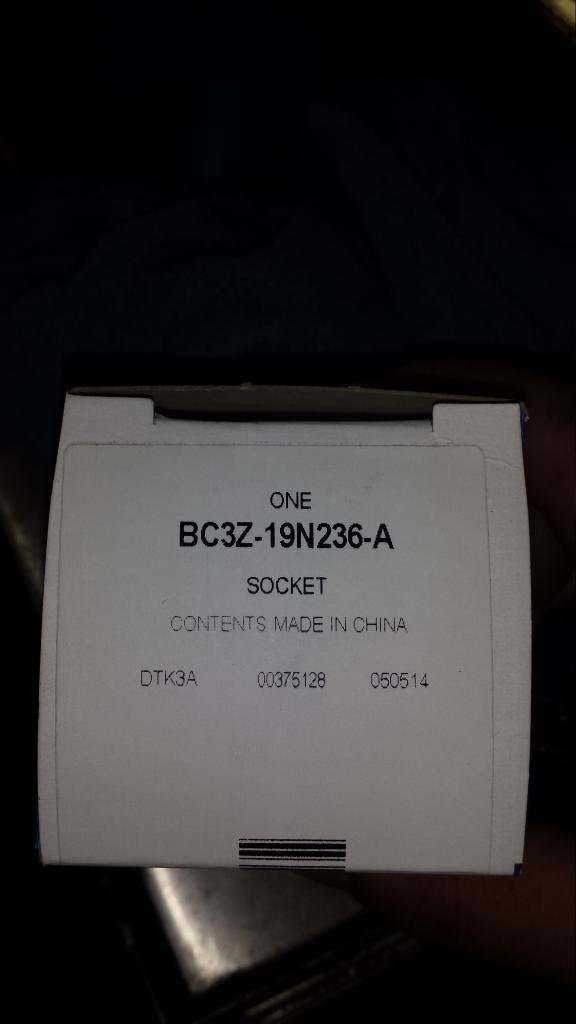 ONE
BC3Z-19N236-A
SOCKET
CONTENTS MADE IN CHINA
DTK3A 00375128 050514